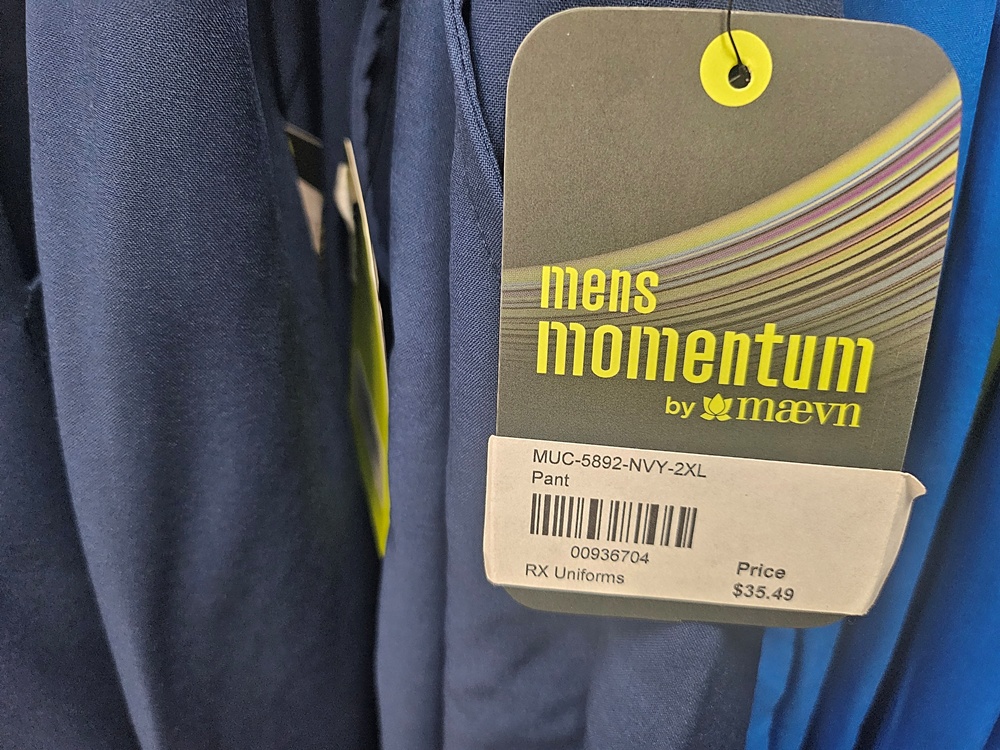 mens
momentum
by mævn
MUC-5892-NVY-2XL
Pant
00936704
RX Uniforms
Price
$35.49